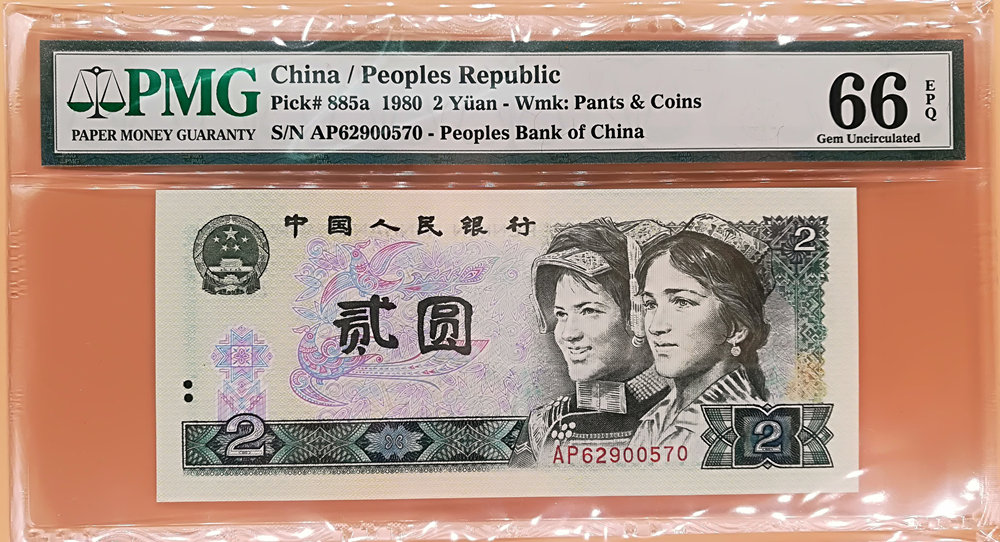 PMG
PAPER MONEY GUARANTY
China / Peoples Republic
Pick# 885a 1980 2 Yüan - Wmk: Pants & Coins
S/N AP62900570 - Peoples Bank of China
66
EPQ
Gem Uncirculated
中国人民银行
2
贰圆
2
AP62900570
2